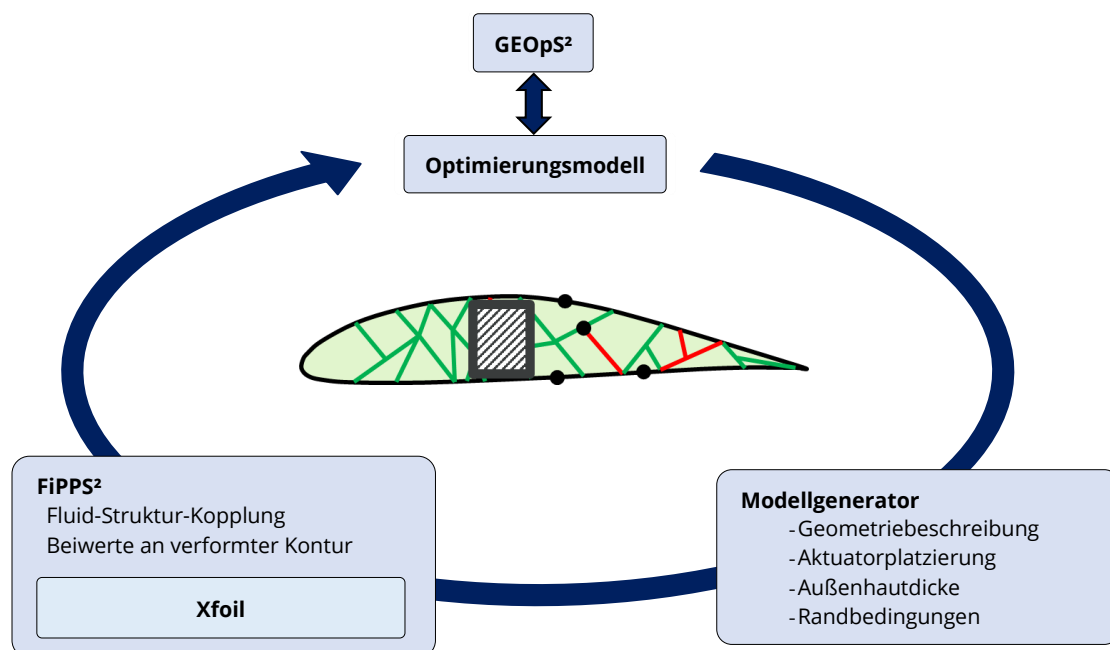 GEOpS²
Optimierungsmodell
FiPPS²
Fluid-Struktur-Kopplung
Beiwerte an verformter Kontur
Xfoil
Modellgenerator
-Geometriebeschreibung
-Aktuatorplatzierung
-Außenhautdicke
-Randbedingungen